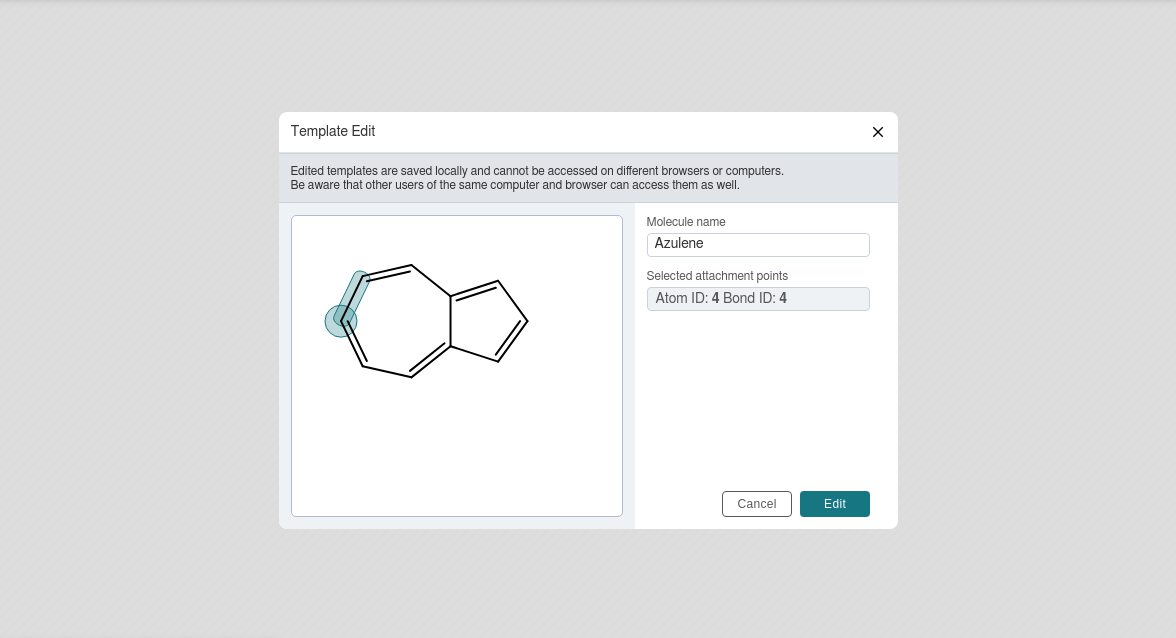 Template Edit
Edited templates are saved locally and cannot be accessed on different browsers or computers.
Be aware that other users of the same computer and browser can access them as well.
Molecule name
Azulene
Selected attachment points
Atom ID: 4 Bond ID: 4
Cancel
Edit